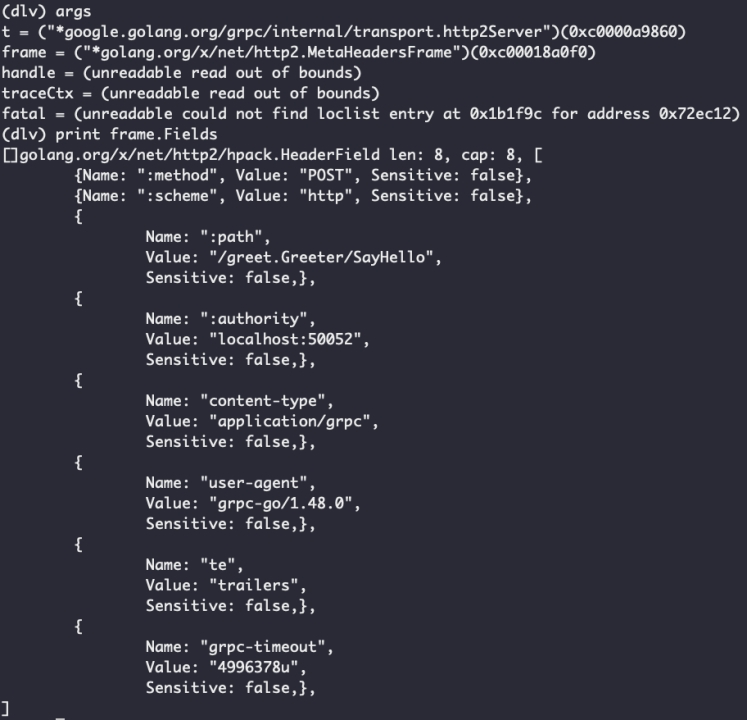 (dlv) args
t = ("*google.golang.org/grpc/internal/transport.http2Server")(0xc0000a9860)
frame = ("*golang.org/x/net/http2.MetaHeadersFrame")(0xc00018a0f0)
handle = (unreadable read out of bounds)
traceCtx = (unreadable read out of bounds)
fatal = (unreadable could not find loclist entry at 0x1b1f9c for address 0x72ec12)
(dlv) print frame.Fields
[]golang.org/x/net/http2/hpack.HeaderField len: 8, cap: 8, [
	{Name: ":method", Value: "POST", Sensitive: false},
	{Name: ":scheme", Value: "http", Sensitive: false},
	{
		Name: ":path",
		Value: "/greet.Greeter/SayHello",
		Sensitive: false,},
	{
		Name: ":authority",
		Value: "localhost:50052",
		Sensitive: false,},
	{
		Name: "content-type",
		Value: "application/grpc",
		Sensitive: false,},
	{
		Name: "user-agent",
		Value: "grpc-go/1.48.0",
		Sensitive: false,},
	{
		Name: "te",
		Value: "trailers",
		Sensitive: false,},
	{
		Name: "grpc-timeout",
		Value: "4996378u",
		Sensitive: false,},
]